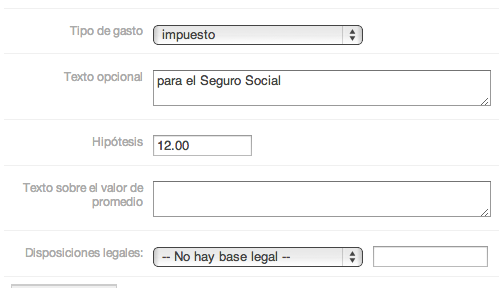 Tipo de gasto impuesto
Texto opcional para el Seguro Social
Hipótesis 12.00
Texto sobre el valor de
promedio
Disposiciones legales: -- No hay base legal --